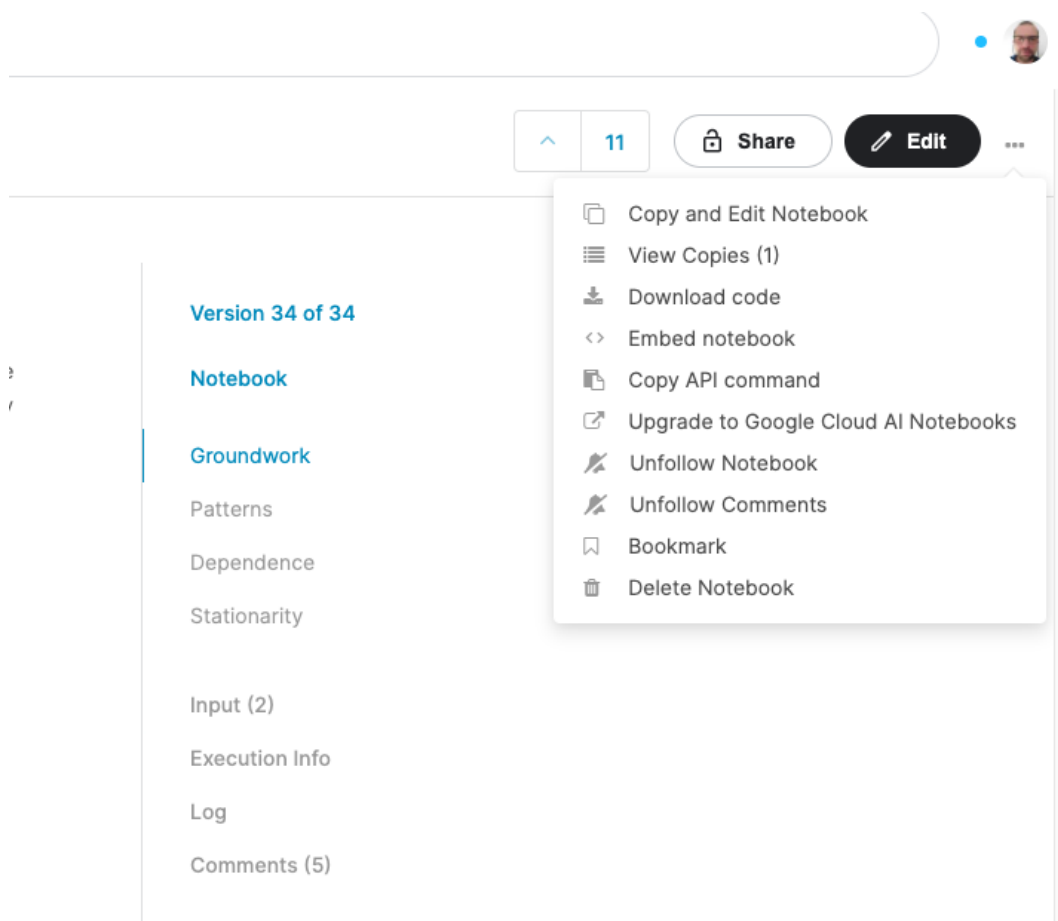 11
Share
Edit
...
Copy and Edit Notebook
View Copies (1)
Download code
Embed notebook
Copy API command
Upgrade to Google Cloud AI Notebooks
Unfollow Notebook
Unfollow Comments
Bookmark
Delete Notebook
Version 34 of 34
Notebook
Groundwork
Patterns
Dependence
Stationarity
Input (2)
Execution Info
Log
Comments (5)